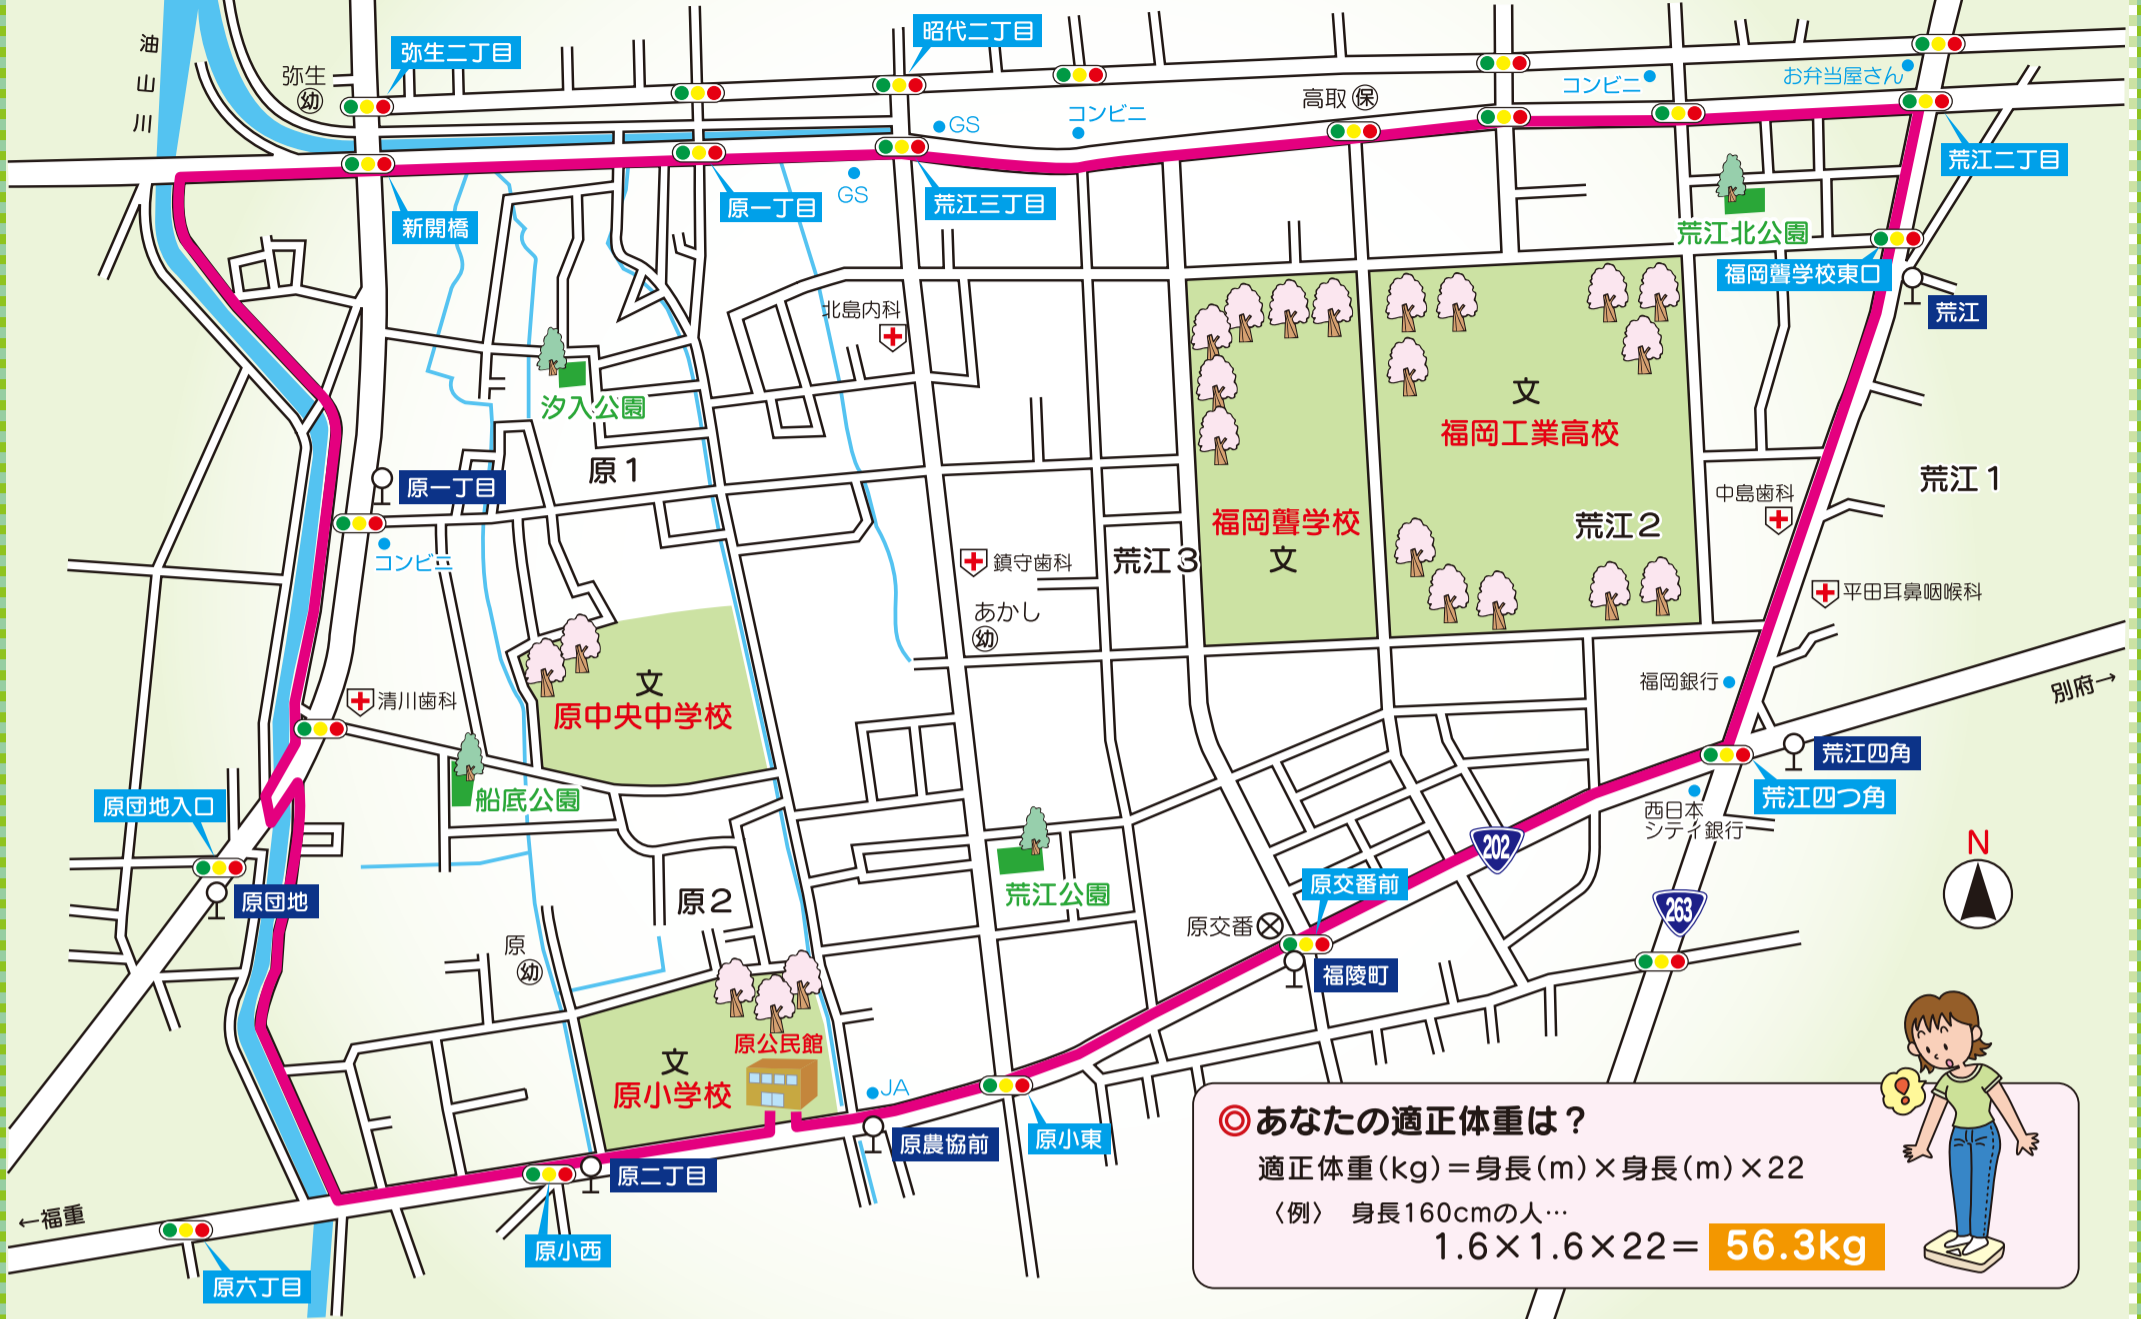 油山川
弥生二丁目
弥生
幼
昭代二丁目
GS
コンビニ
高取 保
コンビニ
お弁当屋さん
荒江二丁目
新開橋
原一丁目
GS
荒江三丁目
荒江北公園
福岡聾学校東口
荒江
北島内科
汐入公園
原1
文
福岡工業高校
原一丁目
コンビニ
荒江1
中島歯科
福岡聾学校
文
荒江2
荒江3
鎮守歯科
あかし
幼
平田耳鼻咽喉科
清川歯科
文
原中央中学校
福岡銀行
別府→
荒江四角
荒江四つ角
西日本
シティ銀行
原団地入口
船底公園
原団地
原2
荒江公園
202
原交番前
263
原交番
福陵町
N
原
幼
原公民館
文
原小学校
JA
原農協前
原小東
原二丁目
原小西
←福重
原六丁目
◎あなたの適正体重は？
適正体重(kg)＝身長(m)×身長(m)×22
〈例〉 身長160cmの人…
1.6×1.6×22＝ 56.3kg